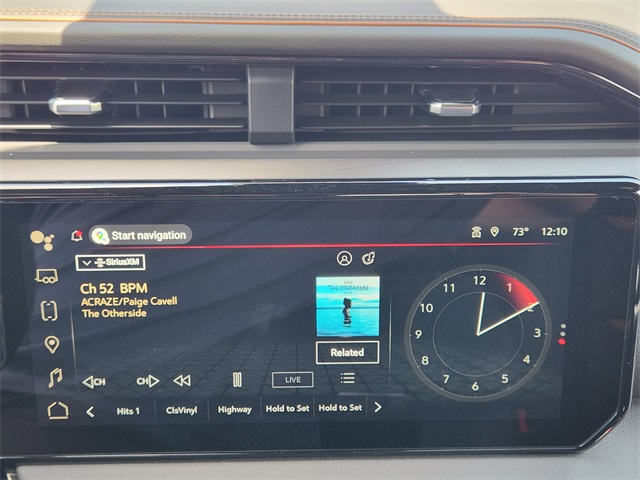 Start navigation
73° 12:10
SiriusXM
Ch 52 BPM
ACRAZE/Paige Cavell
The Otherside
THE OTHERSIDE
Related
CH CH LIVE
Hits 1 ClsVinyl Highway Hold to Set Hold to Set
12
1
2
3
4
5
6
7
8
9
10
11